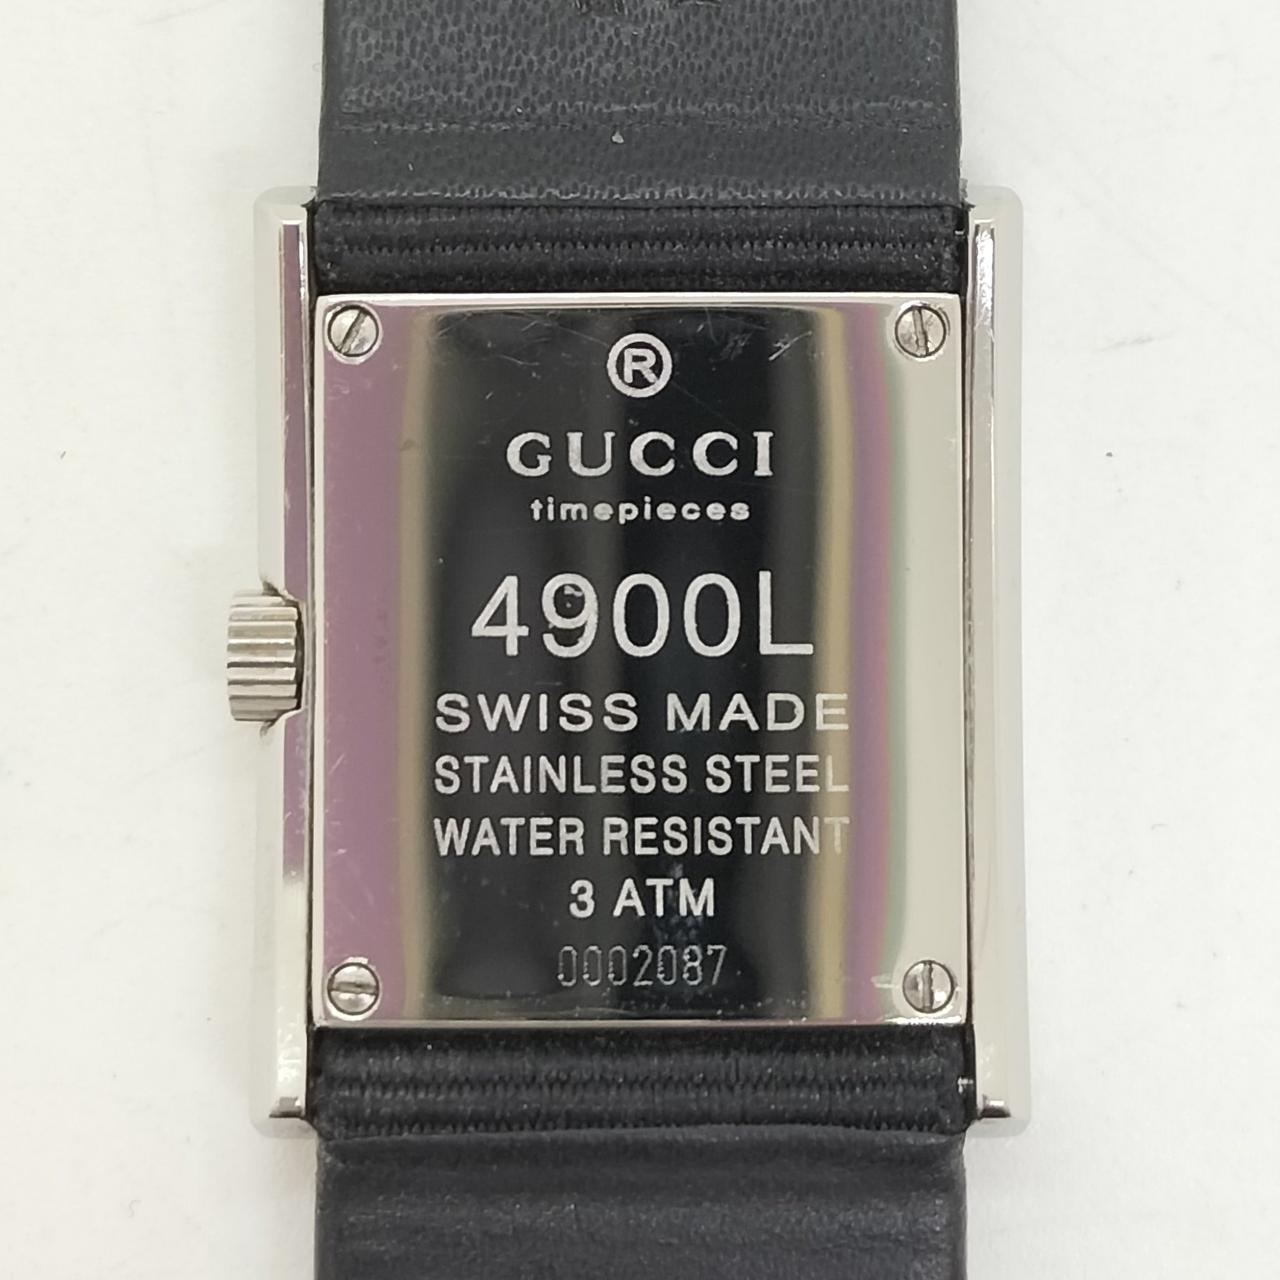 ®
GUCCI
timepieces
4900L
SWISS MADE
STAINLESS STEEL
WATER RESISTANT
3 ATM
0002087